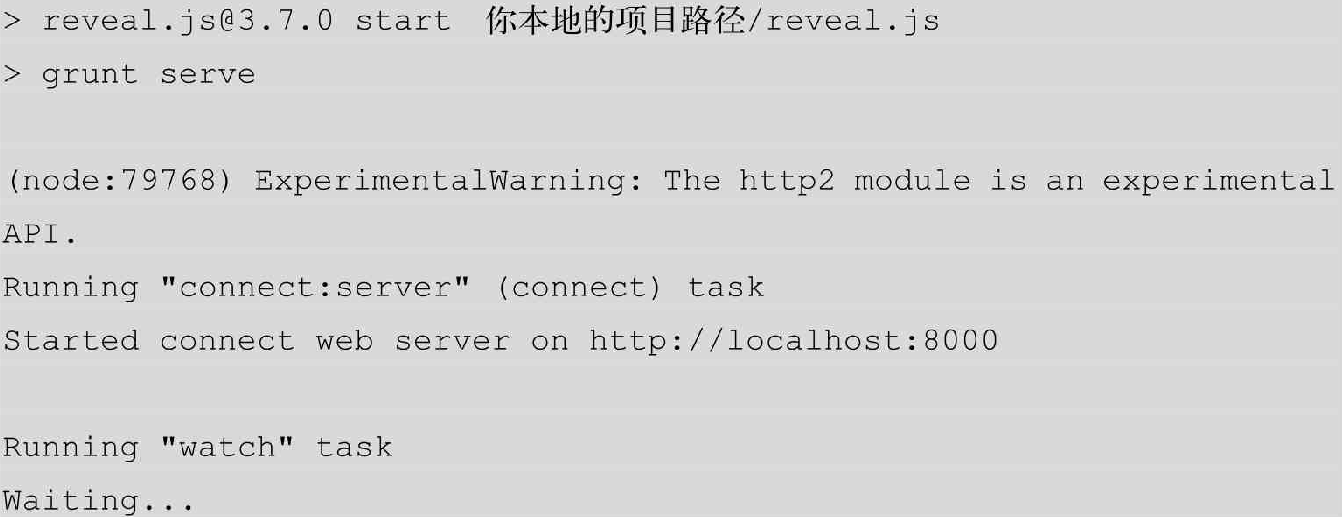 > reveal.js@3.7.0 start 你本地的项目路径/reveal.js
> grunt serve
(node:79768) ExperimentalWarning: The http2 module is an experimental
API.
Running "connect:server" (connect) task
Started connect web server on http://localhost:8000
Running "watch" task
Waiting...